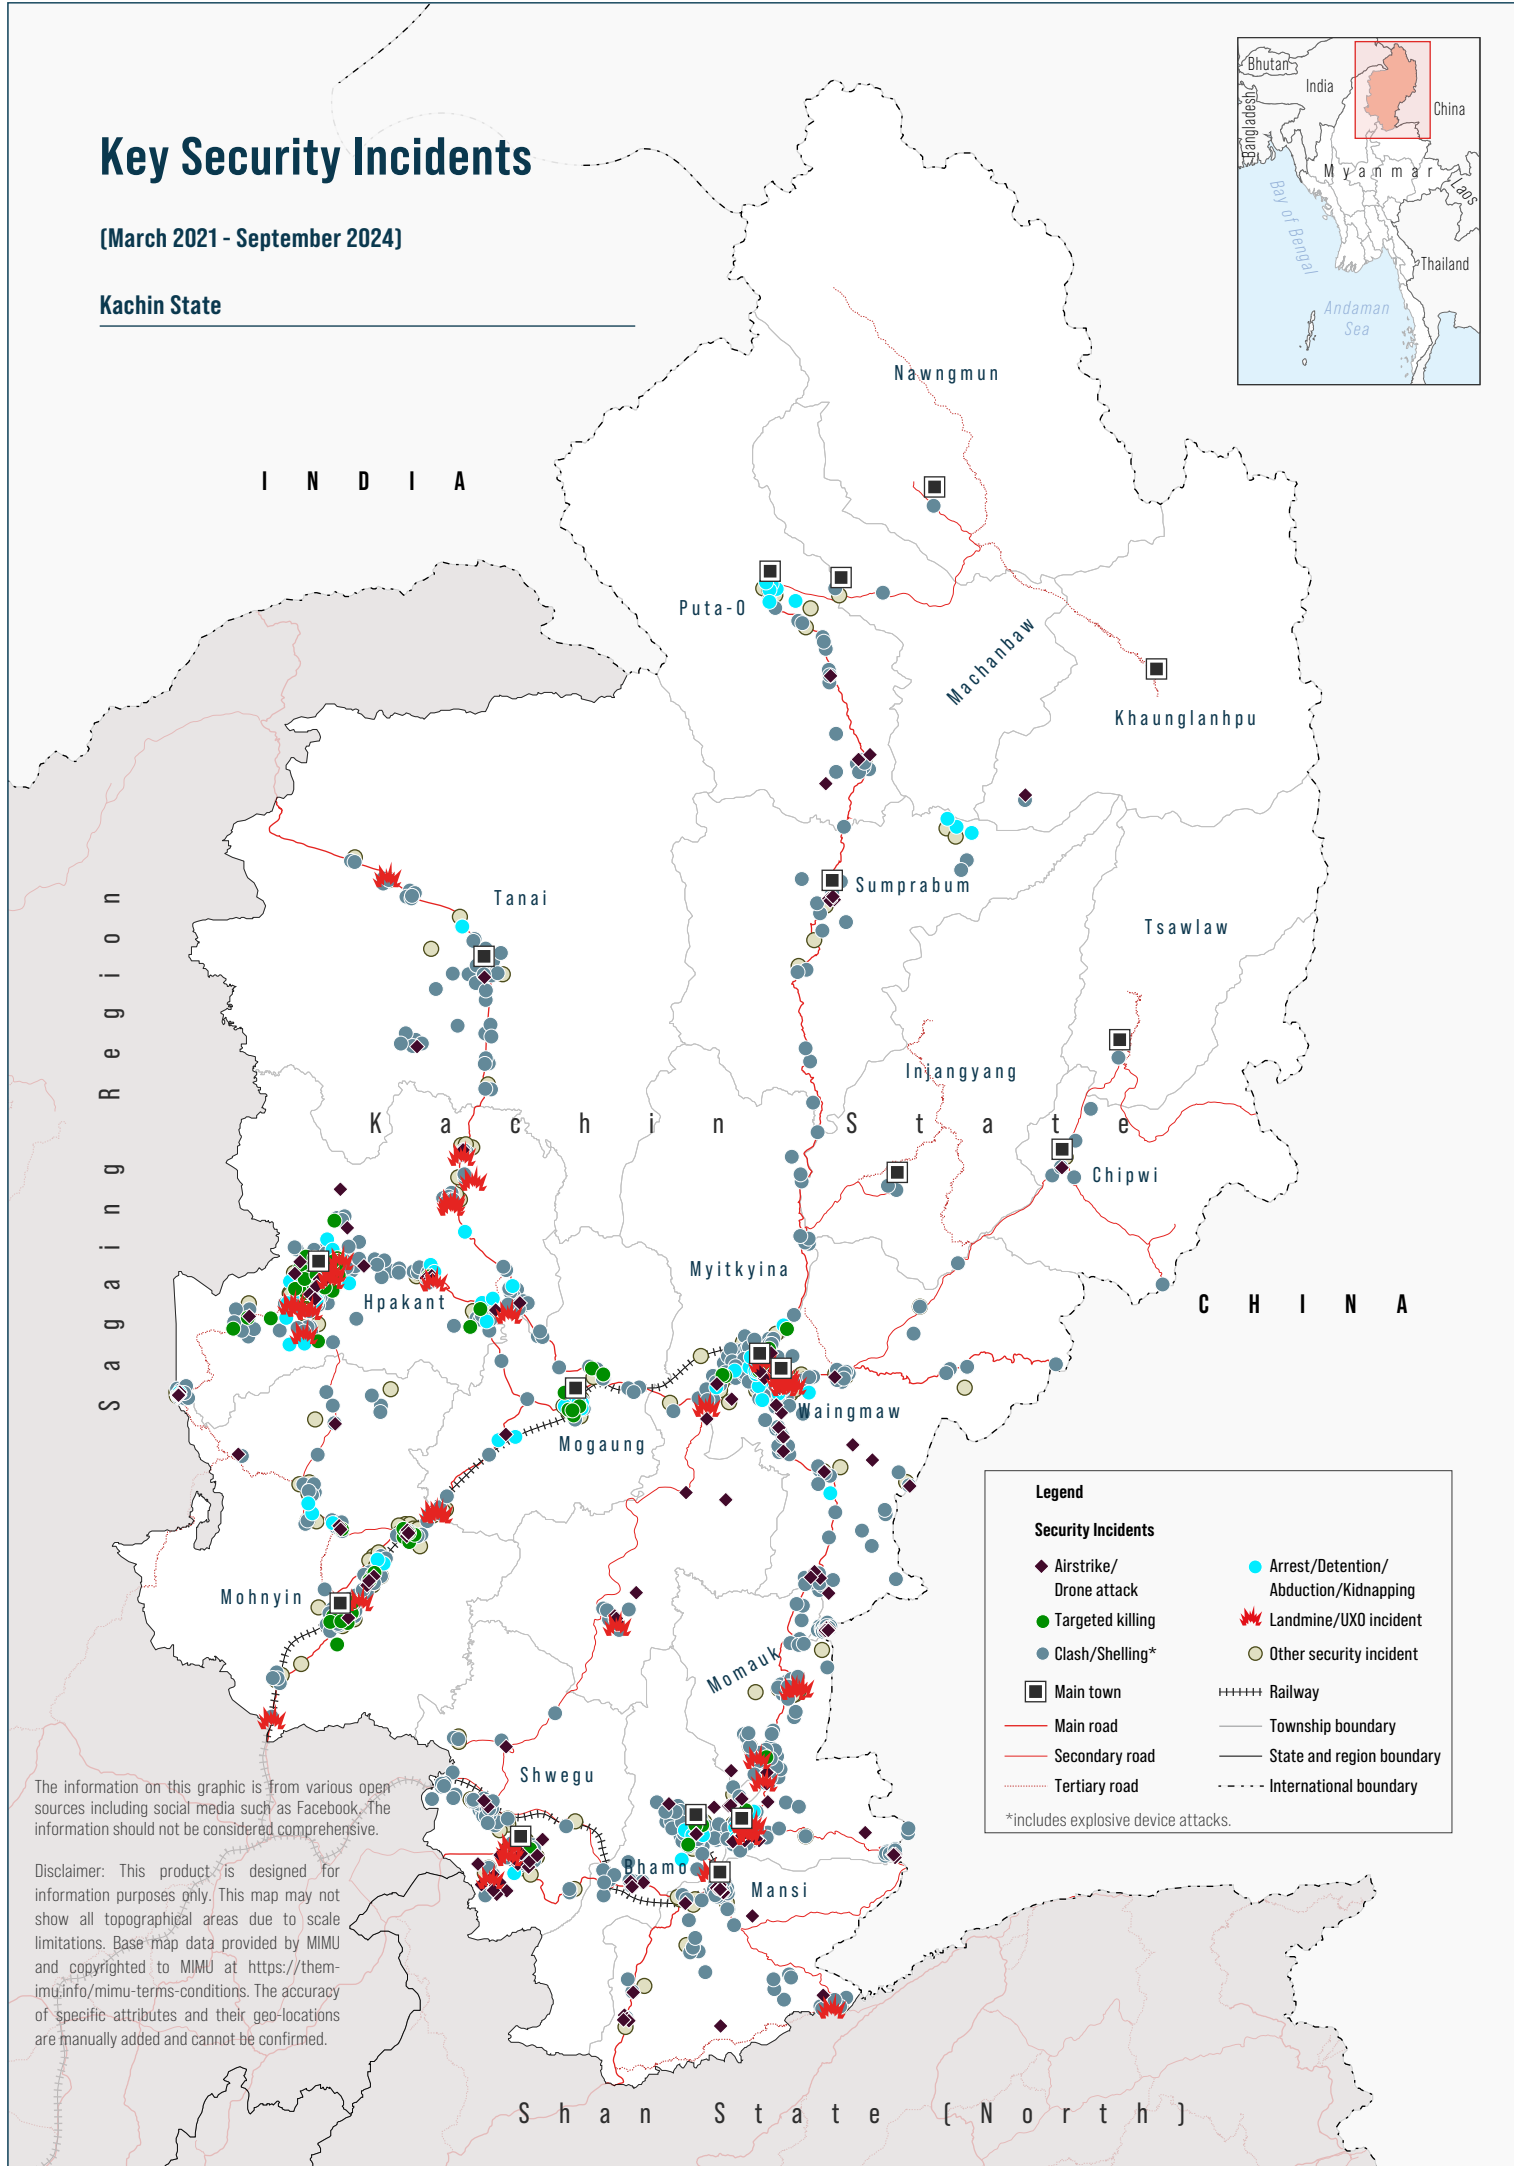 Key Security Incidents
(March 2021 - September 2024)
Kachin State
Bhutan
India
China
Bangladesh
Myanmar
Laos
Bay of Bengal
Thailand
Andaman
Sea
INDIA
Nawngmun
Puta-O
Machanbaw
Khaunglanhpu
Tanai
Sumprabum
Tsawlaw
Sagaing Region
Injangyang
Kachin State
Chipwi
Myitkyina
Hpakant
CHINA
Waingmaw
Mogaung
Mohnyin
Momauk
Shwegu
Bhamo
Mansi
Shan State (North)
Legend
Security Incidents
Airstrike/
Drone attack
Targeted killing
Clash/Shelling*
Main town
Main road
Secondary road
Tertiary road
Arrest/Detention/
Abduction/Kidnapping
Landmine/UXO incident
Other security incident
Railway
Township boundary
State and region boundary
International boundary
*includes explosive device attacks.
The information on this graphic is from various open
sources including social media such as Facebook. The
information should not be considered comprehensive.
Disclaimer: This product is designed for
information purposes only. This map may not
show all topographical areas due to scale
limitations. Base map data provided by MIMU
and copyrighted to MIMU at https://them-
imu.info/mimu-terms-conditions. The accuracy
of specific attributes and their geo-locations
are manually added and cannot be confirmed.